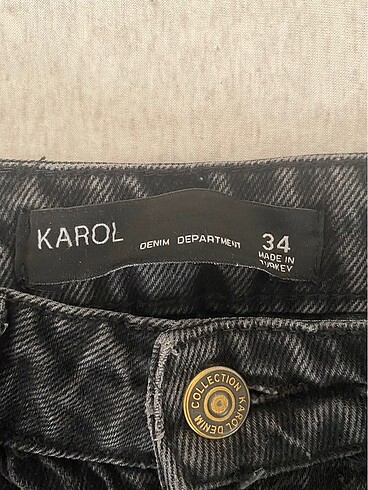 KAROL DENIM DEPARTMENT 34
MADE IN
TURKEY
COLLECTION KAROL DENIM